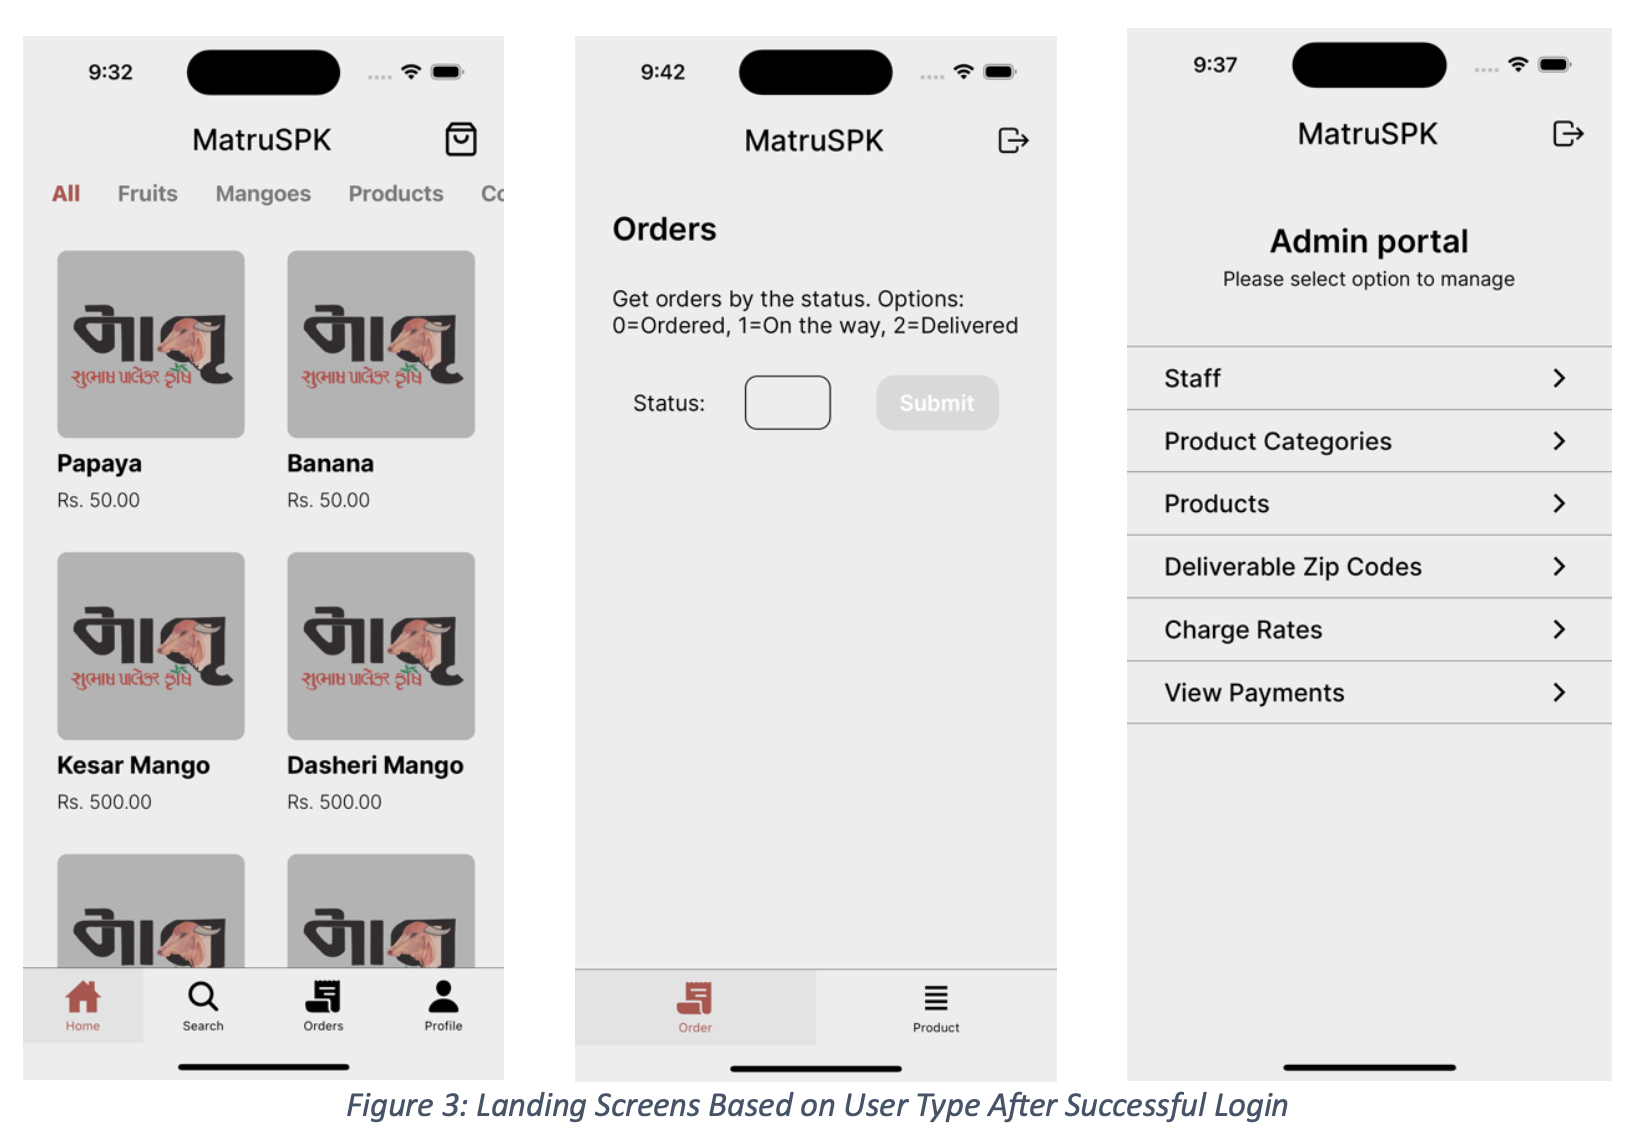 9:32
MatruSPK
All Fruits Mangoes Products Co
માતૃ
સુભાષ પાલેકર કૃષિ
માતૃ
સુભાષ પાલેકર કૃષિ
Papaya
Banana
Rs. 50.00
Rs. 50.00
માતૃ
સુભાષ પાલેકર કૃષિ
માતૃ
સુભાષ પાલેકર કૃષિ
Kesar Mango
Dasheri Mango
Rs. 500.00
Rs. 500.00
માતૃ
માતૃ
Home Search Orders Profile
9:42
MatruSPK
Orders
Get orders by the status. Options:
0=Ordered, 1=On the way, 2=Delivered
Status: Submit
Order Product
9:37
MatruSPK
Admin portal
Please select option to manage
Staff
Product Categories
Products
Deliverable Zip Codes
Charge Rates
View Payments
Figure 3: Landing Screens Based on User Type After Successful Login